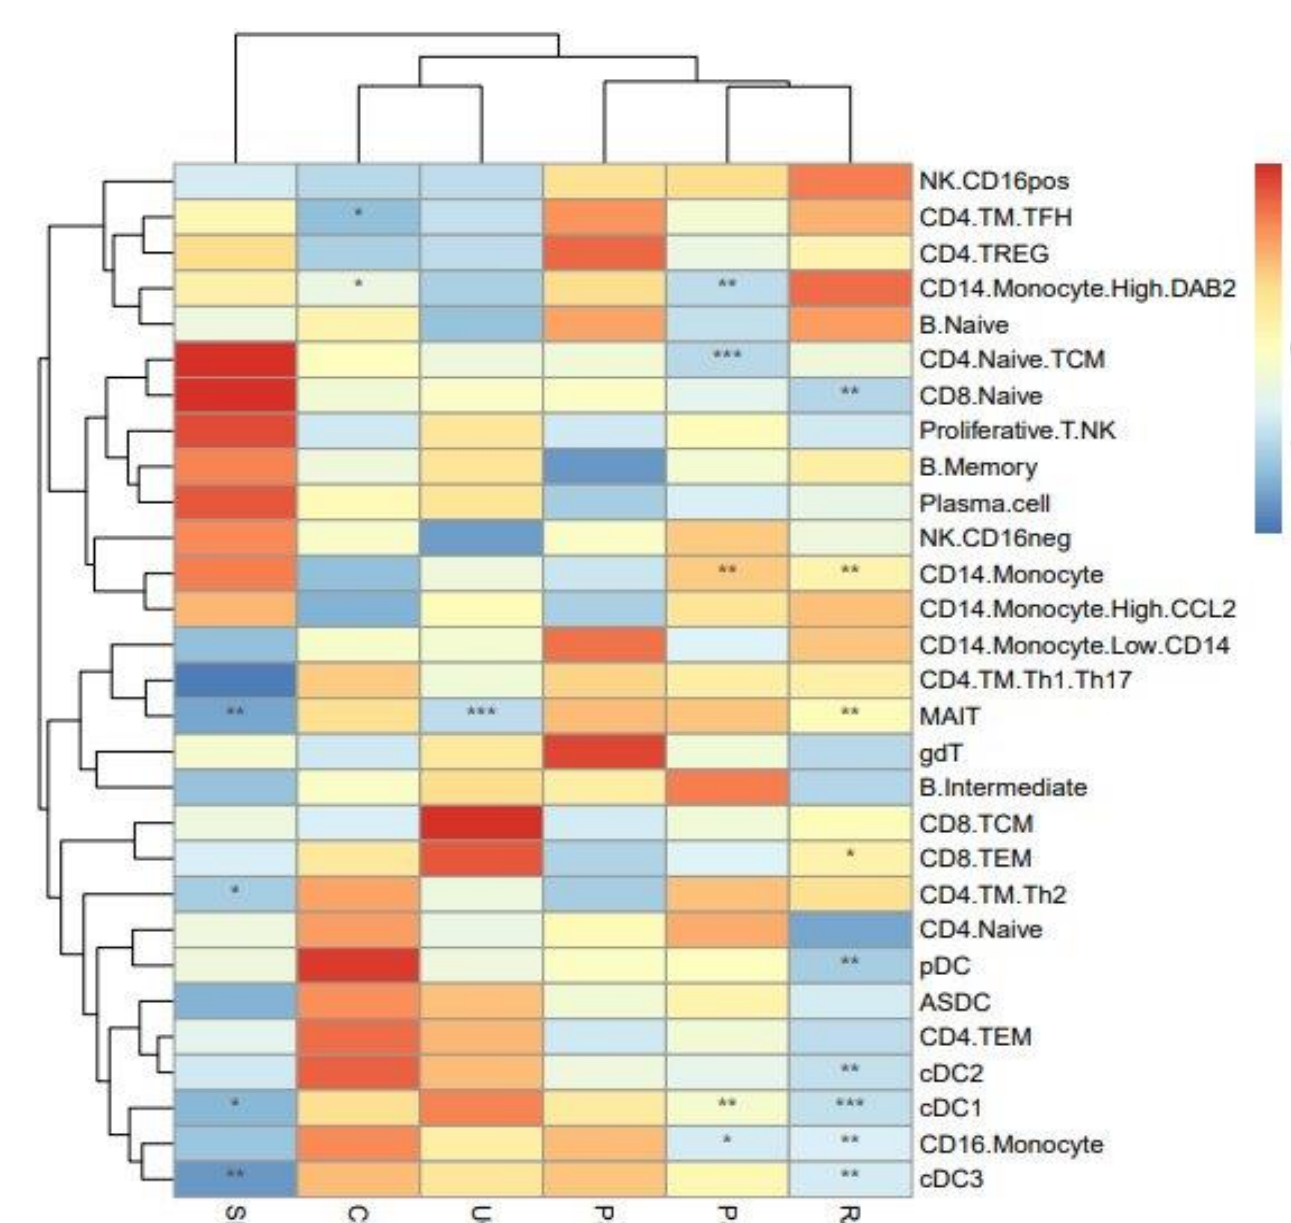 NK.CD16pos
* CD4.TM.TFH
CD4.TREG
* ** CD14.Monocyte.High.DAB2
B.Naive
*** CD4.Naive.TCM
** CD8.Naive
Proliferative.T.NK
B.Memory
Plasma.cell
NK.CD16neg
** ** CD14.Monocyte
CD14.Monocyte.High.CCL2
CD14.Monocyte.Low.CD14
CD4.TM.Th1.Th17
** *** ** MAIT
gdT
B.Intermediate
CD8.TCM
* CD8.TEM
* CD4.TM.Th2
CD4.Naive
** pDC
ASDC
CD4.TEM
** cDC2
* ** *** cDC1
* ** CD16.Monocyte
** ** cDC3
C U P P R